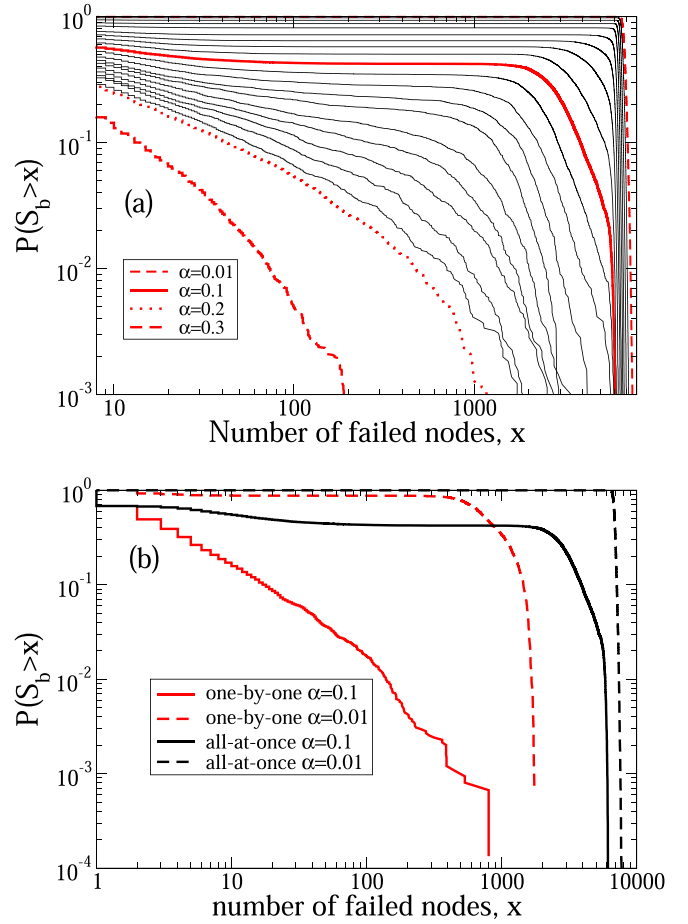 10^0
10^-1
10^-2
10^-3
P(S_b>x)
(a)
α=0.01
α=0.1
α=0.2
α=0.3
10 100 1000
Number of failed nodes, x
10^0
10^-1
10^-2
10^-3
10^-4
P(S_b>x)
(b)
one-by-one α=0.1
one-by-one α=0.01
all-at-once α=0.1
all-at-once α=0.01
1 10 100 1000 10000
number of failed nodes, x